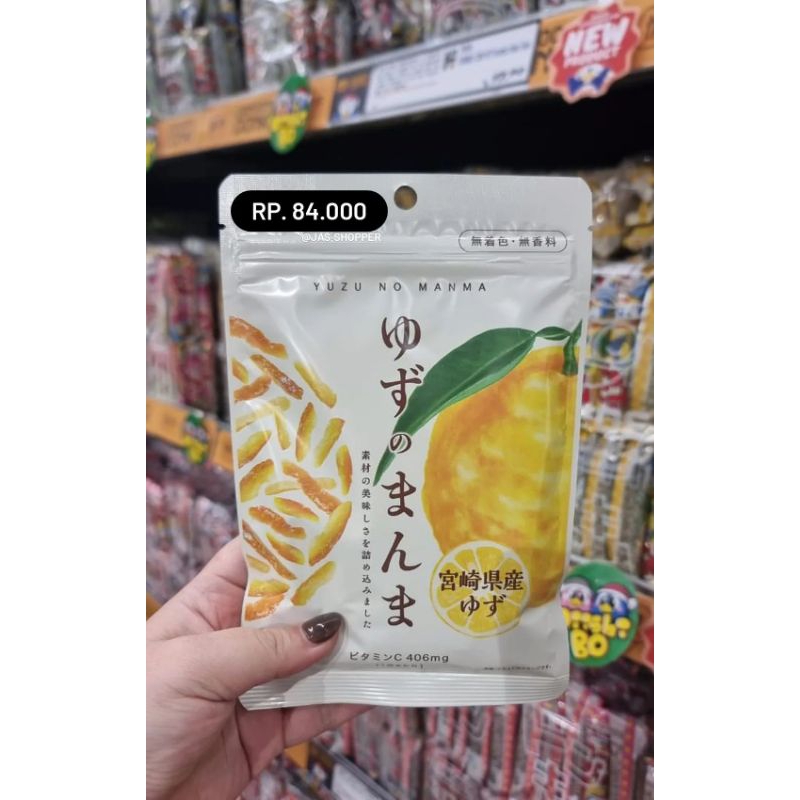 NEW
PRODUCT
RP. 84.000
@JAS.SHOPPER
無着色・無香料
YUZU NO MANMA
ゆずのまんま
素材の美味しさを詰め込みました
宮崎県産
ゆず
ビタミンC 406mg
BO